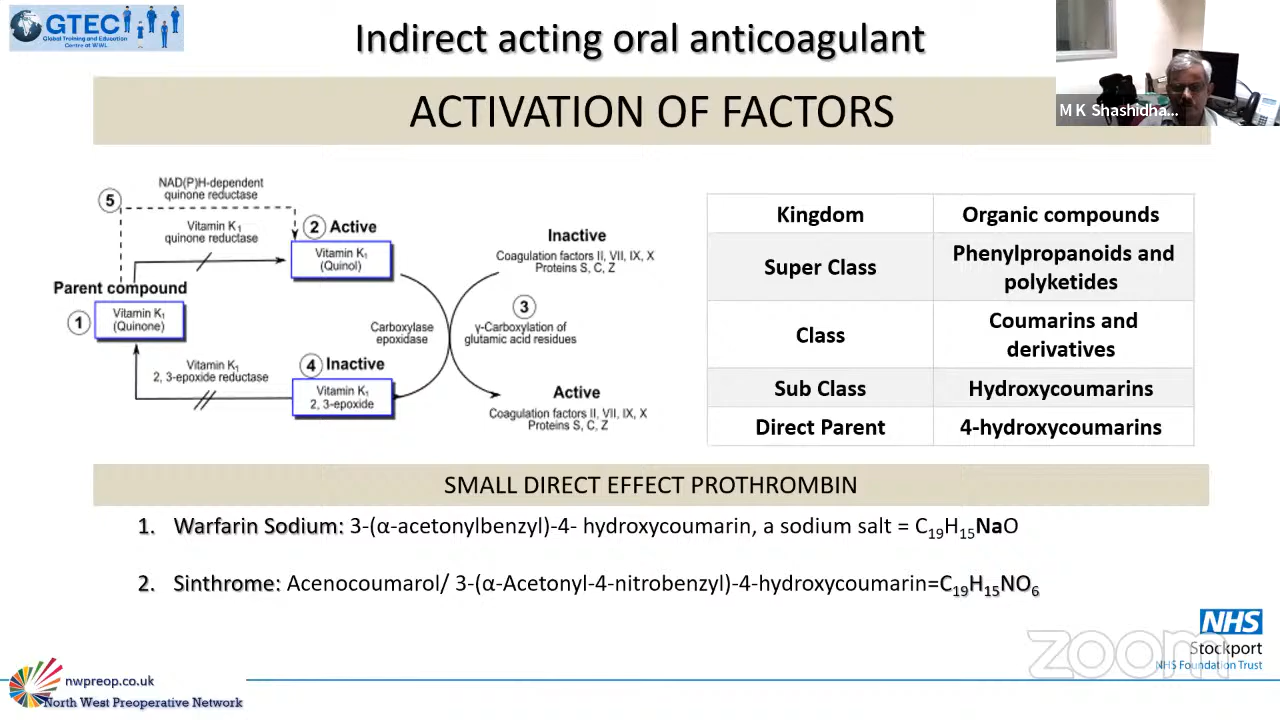 GTEC
Global Training and Education
Centre at WWL
Indirect acting oral anticoagulant
M K Shashidha...
ACTIVATION OF FACTORS
5
NAD(P)H-dependent
quinone reductase
Vitamin K₁
quinone reductase
2 Active
Vitamin K₁
(Quinol)
Parent compound
1
Vitamin K₁
(Quinone)
Inactive
Coagulation factors II, VII, IX, X
Proteins S, C, Z
3
γ-Carboxylation of
glutamic acid residues
Carboxylase
epoxidase
Vitamin K₁
2, 3-epoxide reductase
4 Inactive
Vitamin K₁
2, 3-epoxide
Active
Coagulation factors II, VII, IX, X
Proteins S, C, Z
Kingdom Organic compounds
Super Class Phenylpropanoids and
polyketides
Class Coumarins and
derivatives
Sub Class Hydroxycoumarins
Direct Parent 4-hydroxycoumarins
SMALL DIRECT EFFECT PROTHROMBIN
1. Warfarin Sodium: 3-(α-acetonylbenzyl)-4- hydroxycoumarin, a sodium salt = C₁₉H₁₅NaO
2. Sinthrome: Acenocoumarol/ 3-(α-Acetonyl-4-nitrobenzyl)-4-hydroxycoumarin=C₁₉H₁₅NO₆
NHS
Stockport
NHS Foundation Trust
zoom
nwpreop.co.uk
North West Preoperative Network